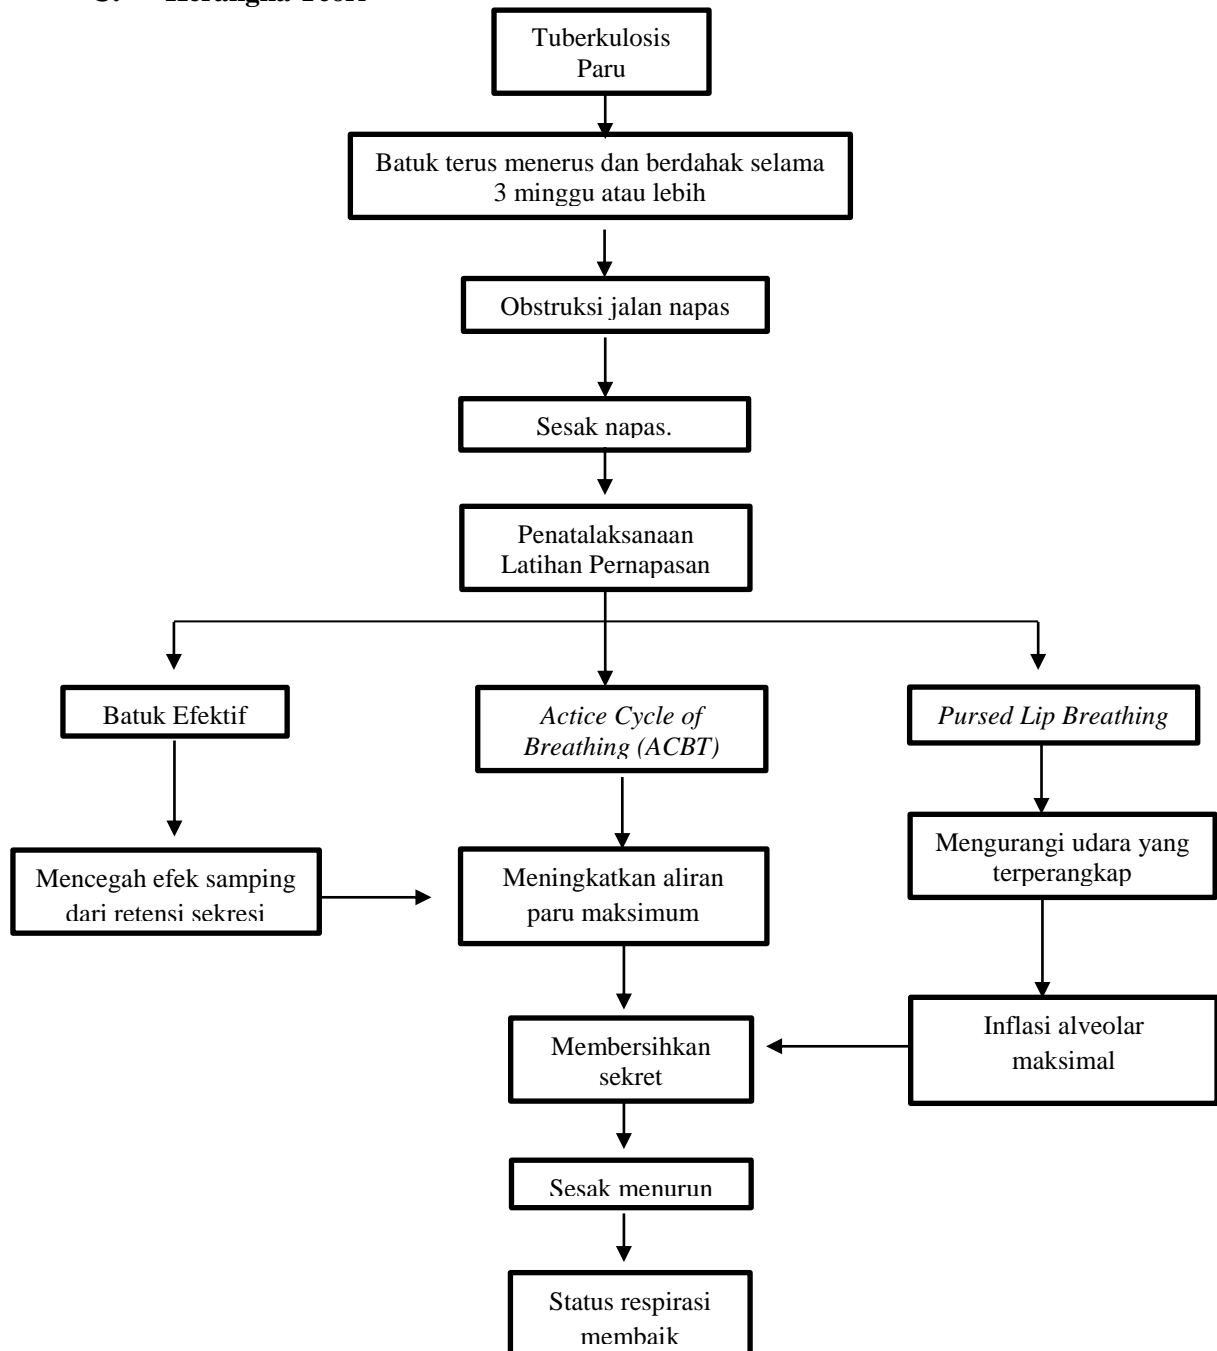 Tuberkulosis
Paru
Batuk terus menerus dan berdahak selama
3 minggu atau lebih
Obstruksi jalan napas
Sesak napas.
Penatalaksanaan
Latihan Pernapasan
Batuk Efektif
Actice Cycle of
Breathing (ACBT)
Pursed Lip Breathing
Mencegah efek samping
dari retensi sekresi
Meningkatkan aliran
paru maksimum
Mengurangi udara yang
terperangkap
Membersihkan
sekret
Inflasi alveolar
maksimal
Sesak menurun
Status respirasi
membaik